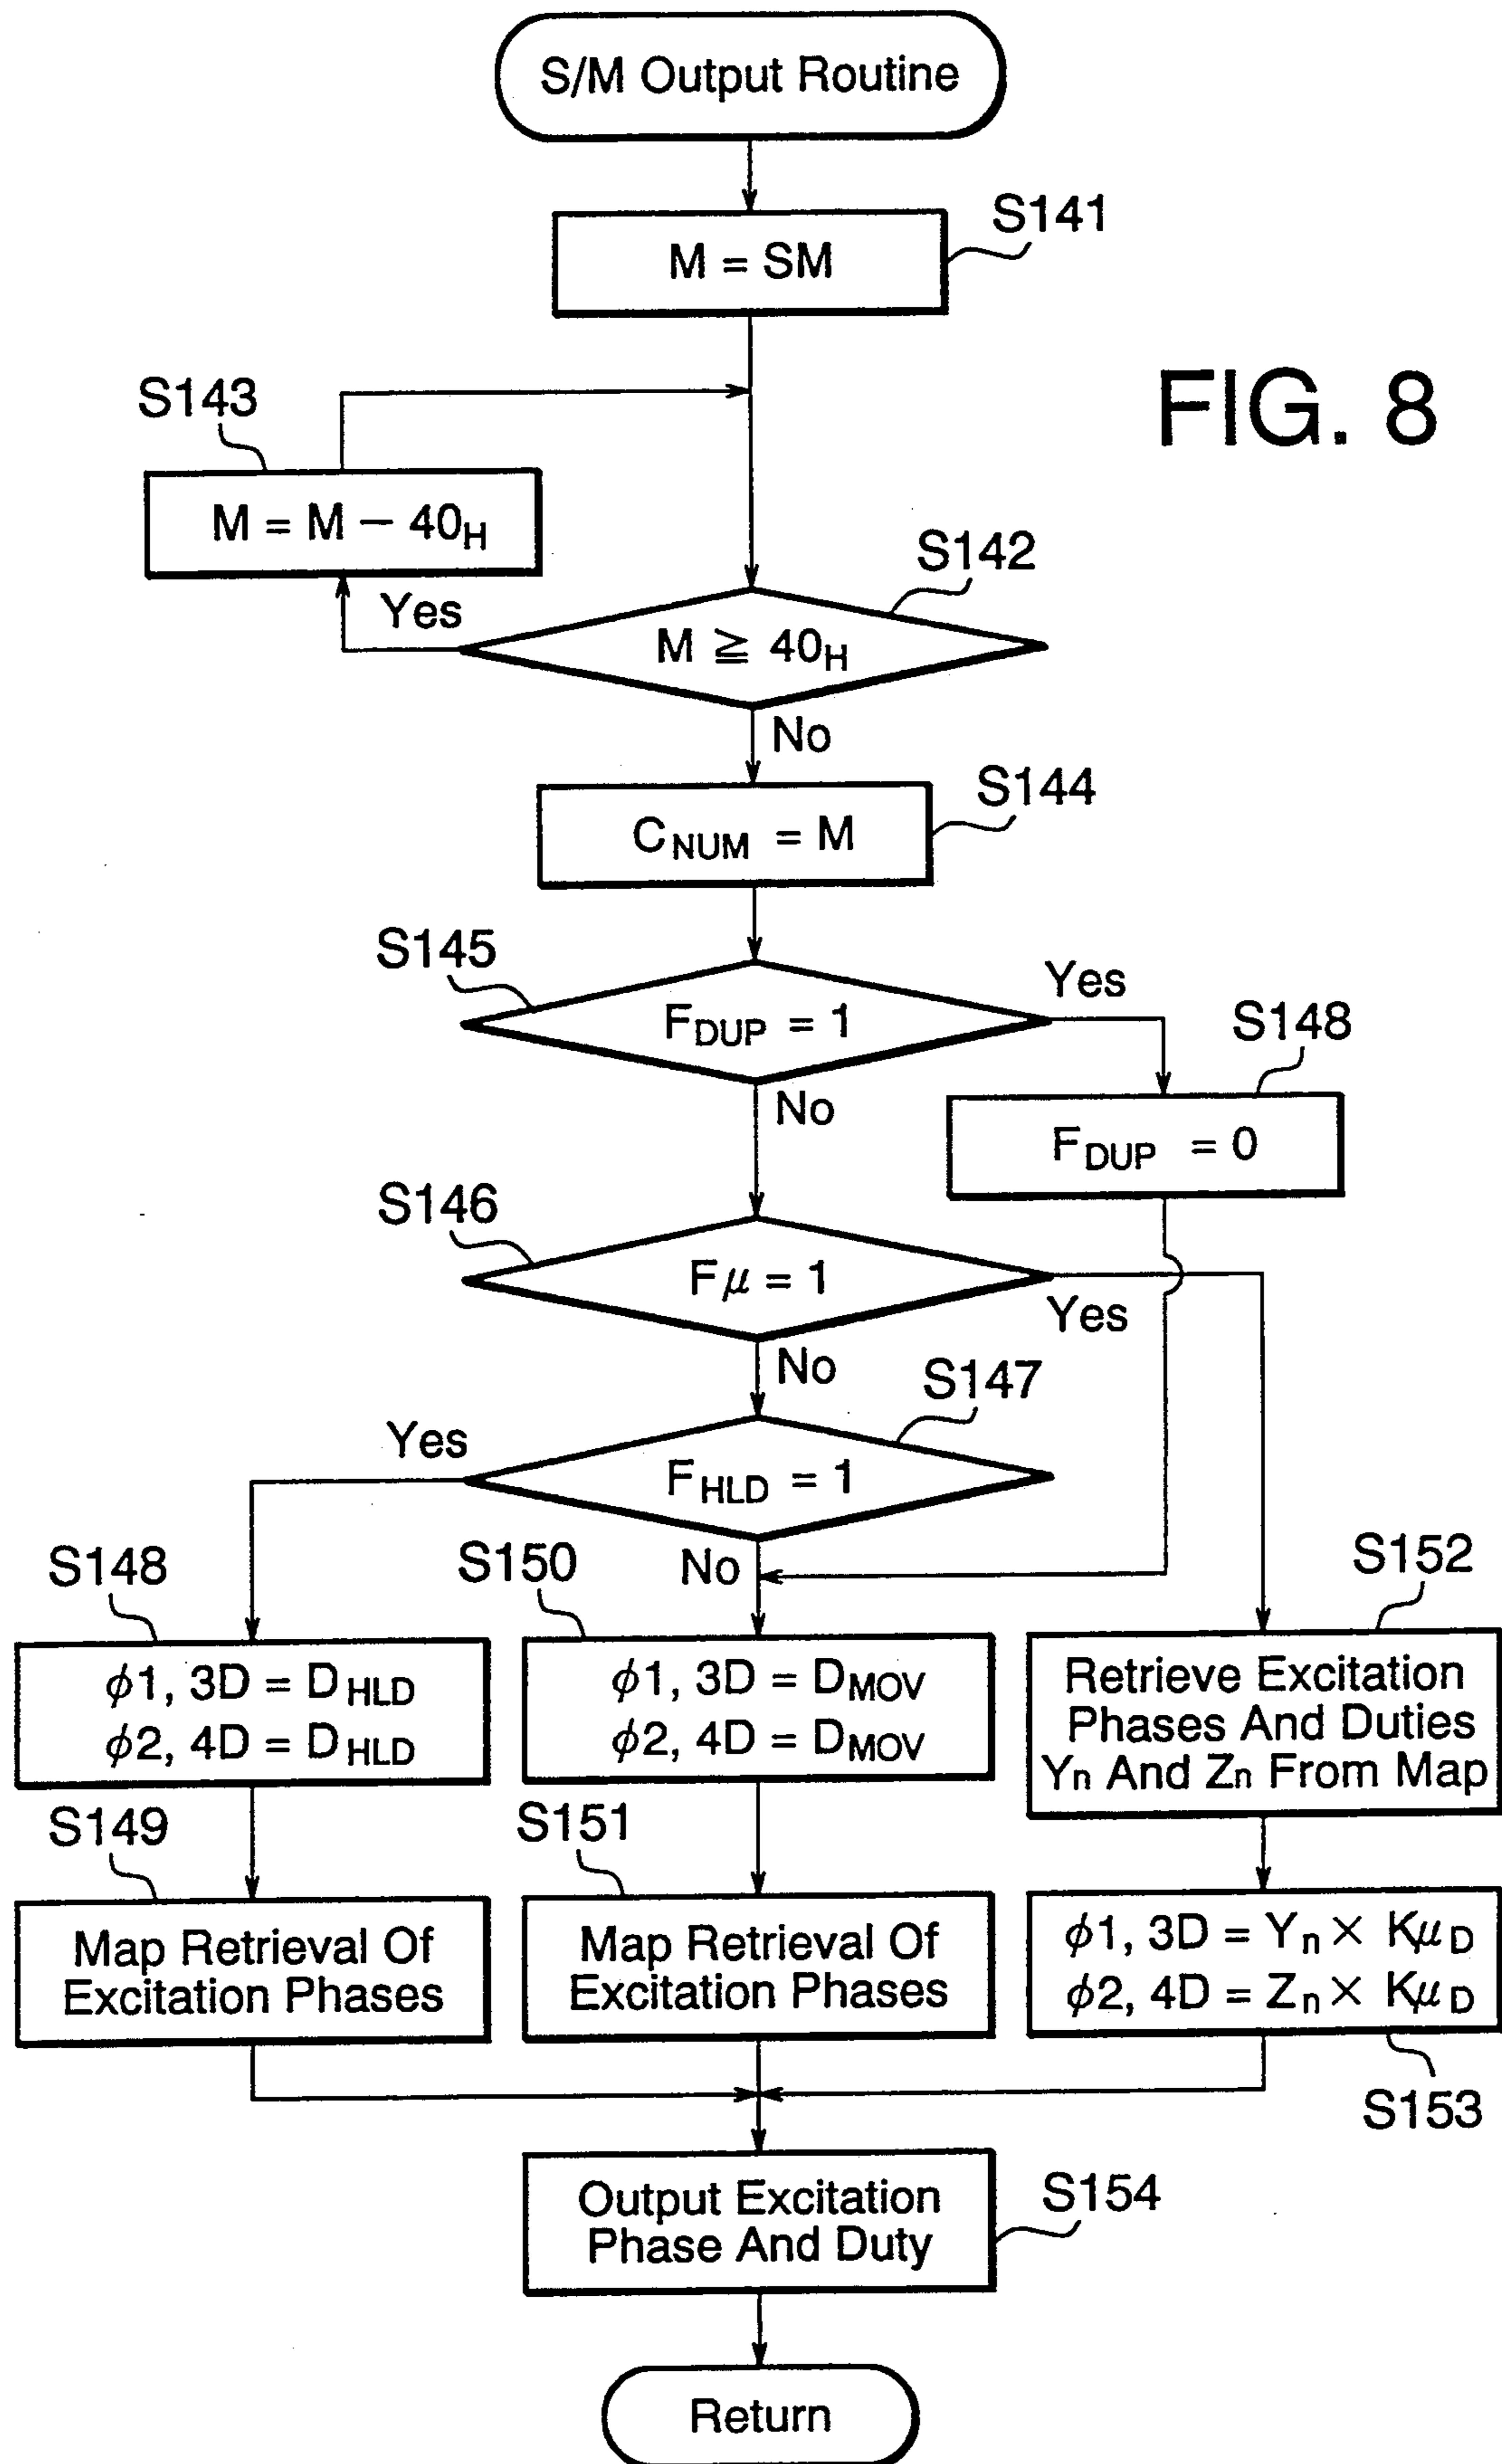 S/M Output Routine
S141
M = SM
FIG. 8
S143
M = M − 40H
S142
Yes
M ≧ 40H
No
S144
CNUM = M
S145
Yes
FDUP = 1
S148
No
FDUP = 0
S146
Fμ = 1
Yes
No
S147
Yes
FHLD = 1
No
S148
S150
S152
ϕ1, 3D = DHLD
ϕ2, 4D = DHLD
ϕ1, 3D = DMOV
ϕ2, 4D = DMOV
Retrieve Excitation
Phases And Duties
Yn And Zn From Map
S149
S151
Map Retrieval Of
Excitation Phases
Map Retrieval Of
Excitation Phases
ϕ1, 3D = Yn × KμD
ϕ2, 4D = Zn × KμD
S153
Output Excitation
Phase And Duty
S154
Return